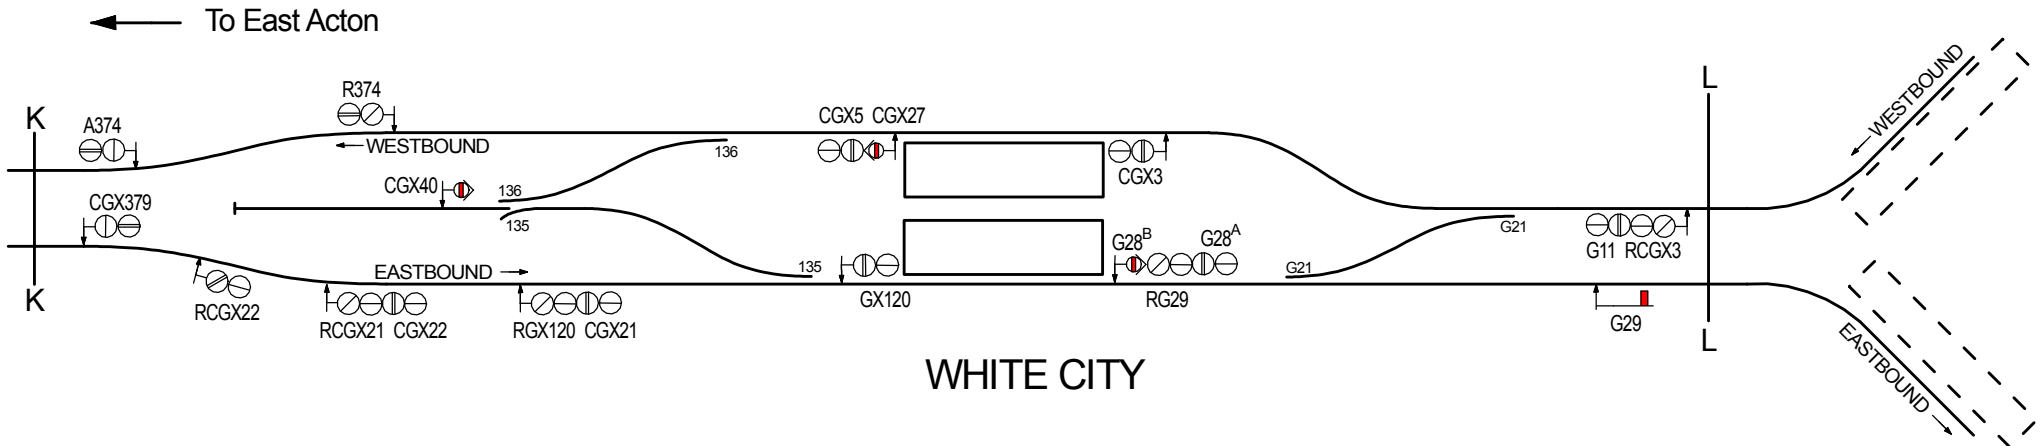 To East Acton
R374
CGX5 CGX27
K
A374
L
WESTBOUND
WESTBOUND
136
CGX3
CGX40
136
CGX379
135
G21
G28B
G28A
G11 RCGX3
EASTBOUND
135
G21
K
RCGX22
GX120
RG29
RCGX21 CGX22
RGX120 CGX21
G29
L
EASTBOUND
WHITE CITY